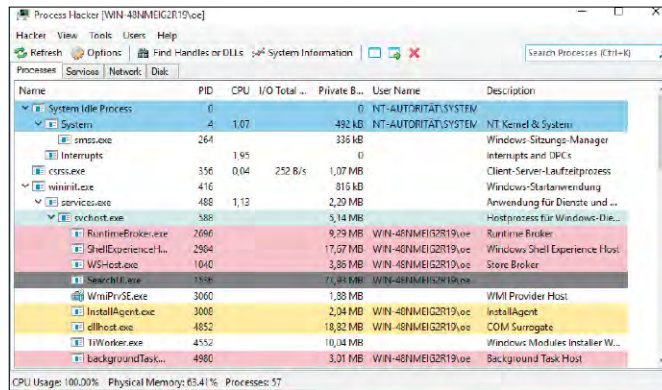 Process Hacker [WIN-48NMEIG2R19\oe]
Hacker View Tools Users Help
Refresh Options Find Handles or DLLs System Information Search Processes (Ctrl+K)
Processes Services Network Disk
Name PID CPU I/O Total ... Private B... User Name Description
System Idle Process 0 0 NT-AUTORITÄT\SYSTEM
System 4 1,07 492 kB NT-AUTORITÄT\SYSTEM NT Kernel & System
smss.exe 264 336 kB Windows-Sitzungs-Manager
Interrupts 1,95 0 Interrupts and DPCs
csrss.exe 356 0,04 252 B/s 1,07 MB Client-Server-Laufzeitprozess
wininit.exe 416 816 kB Windows-Startanwendung
services.exe 488 1,13 2,29 MB Anwendung für Dienste und ...
svchost.exe 588 5,14 MB Hostprozess für Windows-Die...
RuntimeBroker.exe 2696 9,29 MB WIN-48NMEIG2R19\oe Runtime Broker
ShellExperienceH... 2984 17,67 MB WIN-48NMEIG2R19\oe Windows Shell Experience Host
WSHost.exe 1040 3,86 MB WIN-48NMEIG2R19\oe Store Broker
SearchUI.exe MB WIN-48NMEIG2R19\oe
WmiPrvSE.exe 3060 1,88 MB WMI Provider Host
InstallAgent.exe 3008 2,04 MB WIN-48NMEIG2R19\oe InstallAgent
dllhost.exe 4852 18,82 MB WIN-48NMEIG2R19\oe COM Surrogate
TiWorker.exe 4552 10,04 MB Windows Modules Installer W...
backgroundTask... 4980 3,01 MB WIN-48NMEIG2R19\oe Background Task Host
CPU Usage: 100.00% Physical Memory: 63.41% Processes: 57